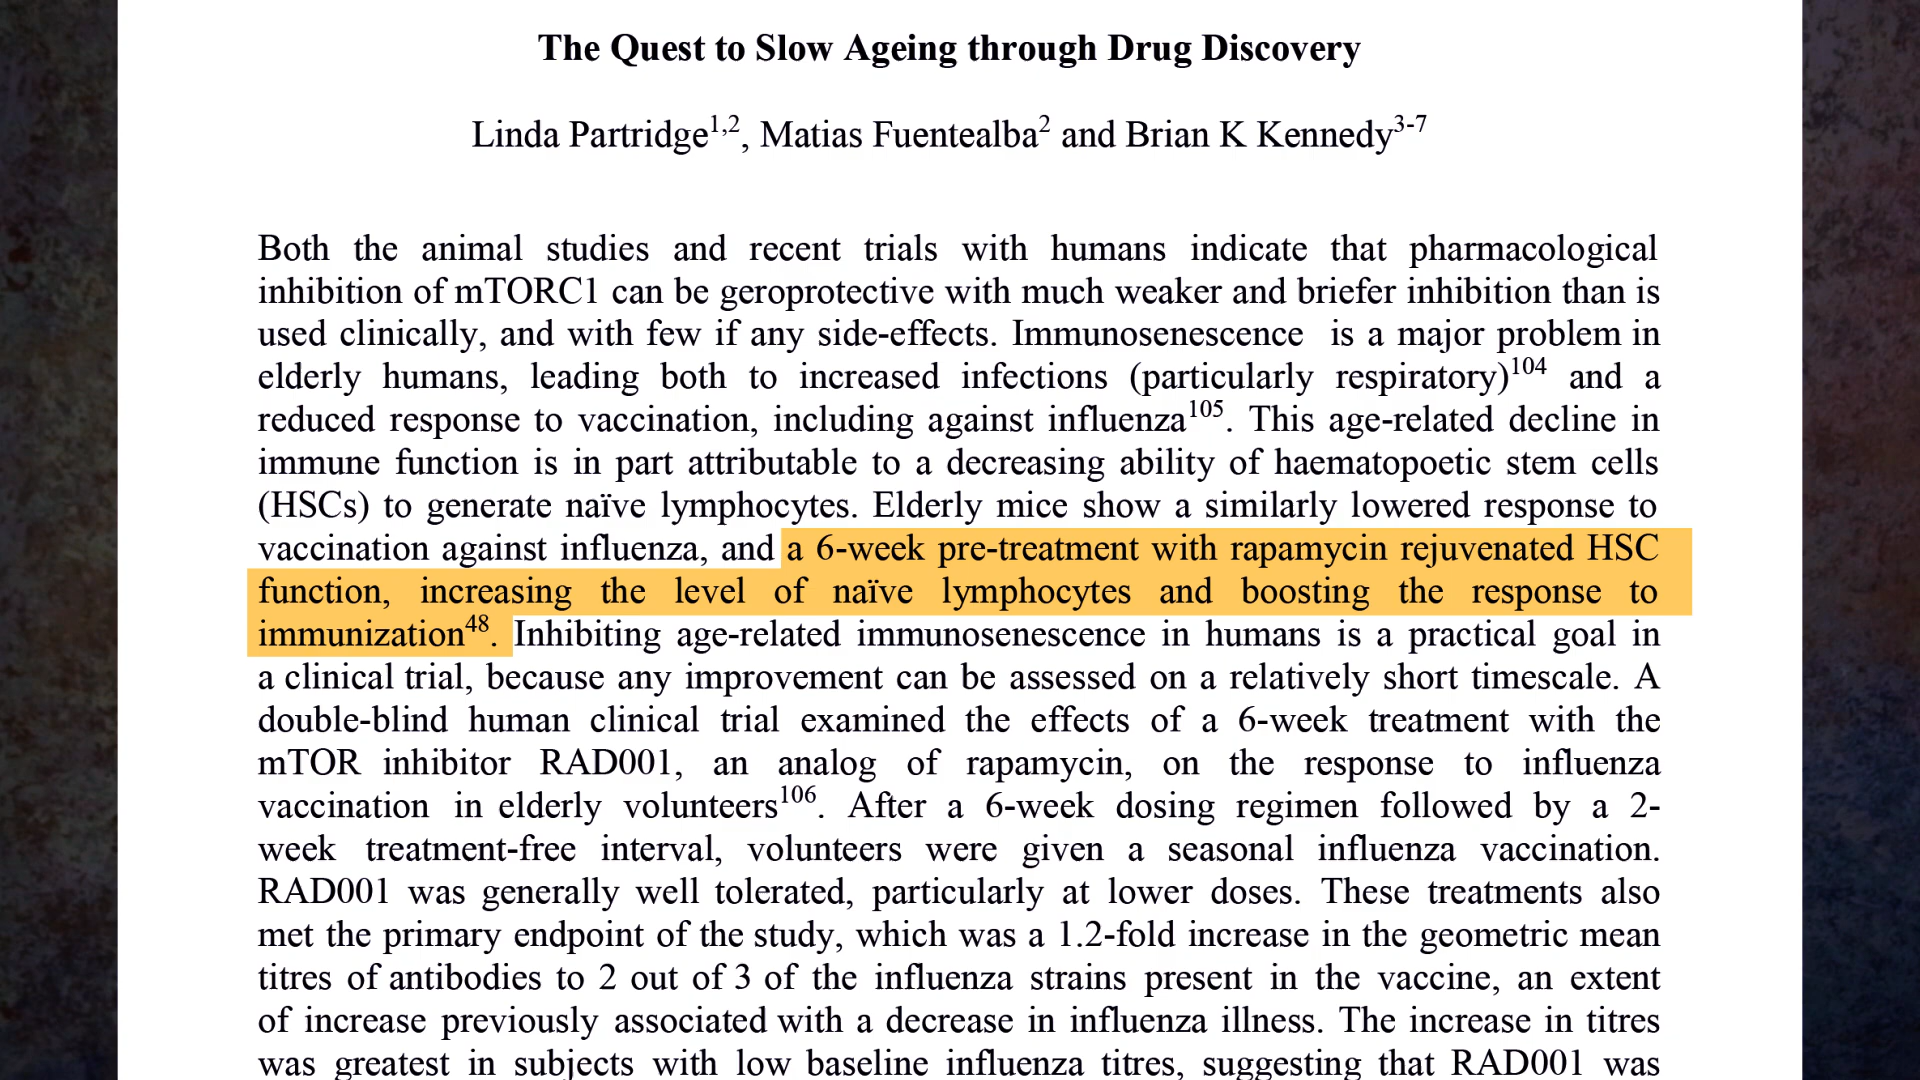 The Quest to Slow Ageing through Drug Discovery
Linda Partridge1,2, Matias Fuentealba2 and Brian K Kennedy3-7
Both the animal studies and recent trials with humans indicate that pharmacological
inhibition of mTORC1 can be geroprotective with much weaker and briefer inhibition than is
used clinically, and with few if any side-effects. Immunosenescence is a major problem in
elderly humans, leading both to increased infections (particularly respiratory)104 and a
reduced response to vaccination, including against influenza105. This age-related decline in
immune function is in part attributable to a decreasing ability of haematopoetic stem cells
(HSCs) to generate naïve lymphocytes. Elderly mice show a similarly lowered response to
vaccination against influenza, and a 6-week pre-treatment with rapamycin rejuvenated HSC
function, increasing the level of naïve lymphocytes and boosting the response to
immunization48. Inhibiting age-related immunosenescence in humans is a practical goal in
a clinical trial, because any improvement can be assessed on a relatively short timescale. A
double-blind human clinical trial examined the effects of a 6-week treatment with the
mTOR inhibitor RAD001, an analog of rapamycin, on the response to influenza
vaccination in elderly volunteers106. After a 6-week dosing regimen followed by a 2-
week treatment-free interval, volunteers were given a seasonal influenza vaccination.
RAD001 was generally well tolerated, particularly at lower doses. These treatments also
met the primary endpoint of the study, which was a 1.2-fold increase in the geometric mean
titres of antibodies to 2 out of 3 of the influenza strains present in the vaccine, an extent
of increase previously associated with a decrease in influenza illness. The increase in titres
was greatest in subjects with low baseline influenza titres, suggesting that RAD001 was